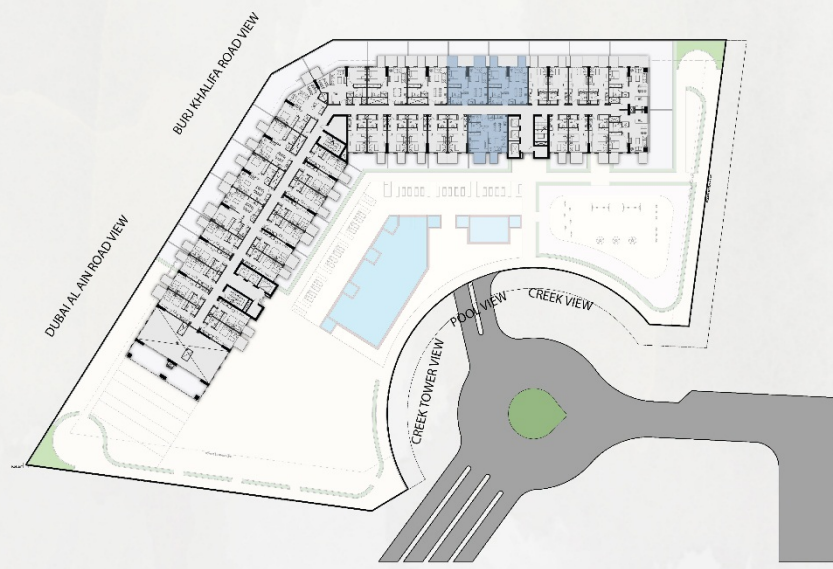 BURJ KHALIFA ROAD VIEW
DUBAI AL AIN ROAD VIEW
POOL VIEW
CREEK VIEW
CREEK TOWER VIEW